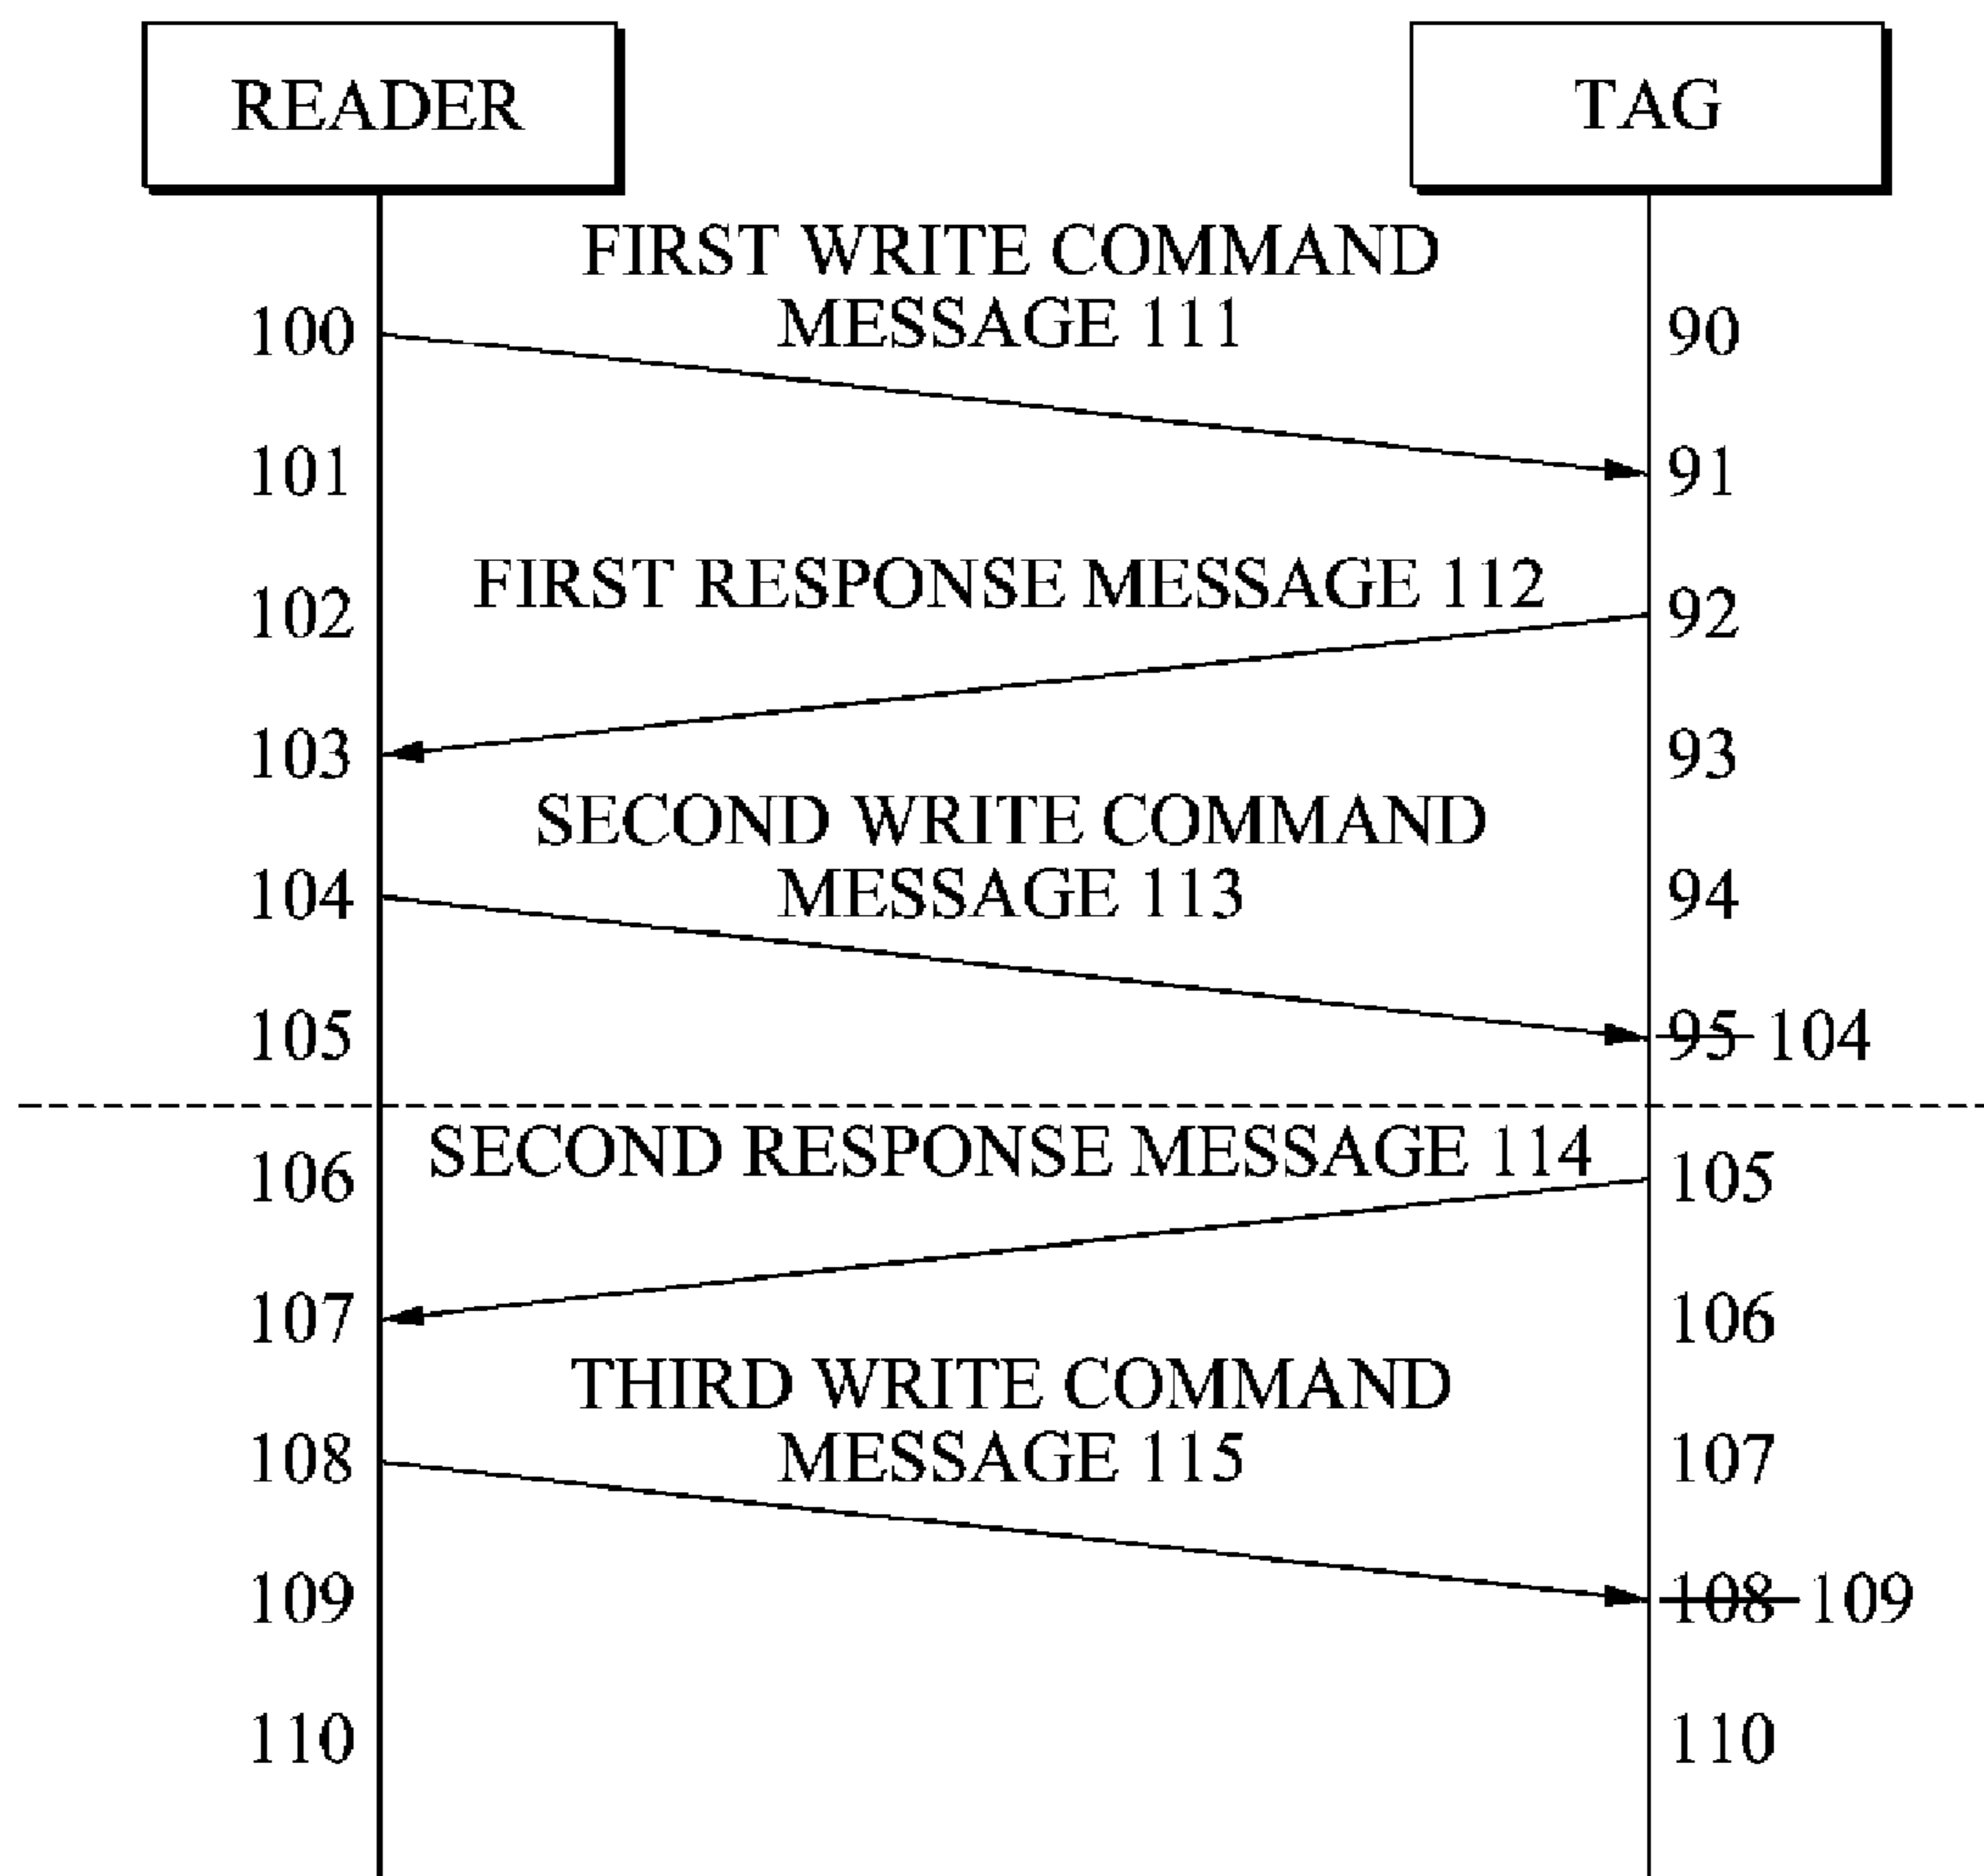 READER
TAG
FIRST WRITE COMMAND
MESSAGE 111
100
90
101
91
FIRST RESPONSE MESSAGE 112
102
92
103
93
SECOND WRITE COMMAND
MESSAGE 113
104
94
105
95 104
SECOND RESPONSE MESSAGE 114
106
105
107
106
THIRD WRITE COMMAND
MESSAGE 115
108
107
109
108 109
110
110